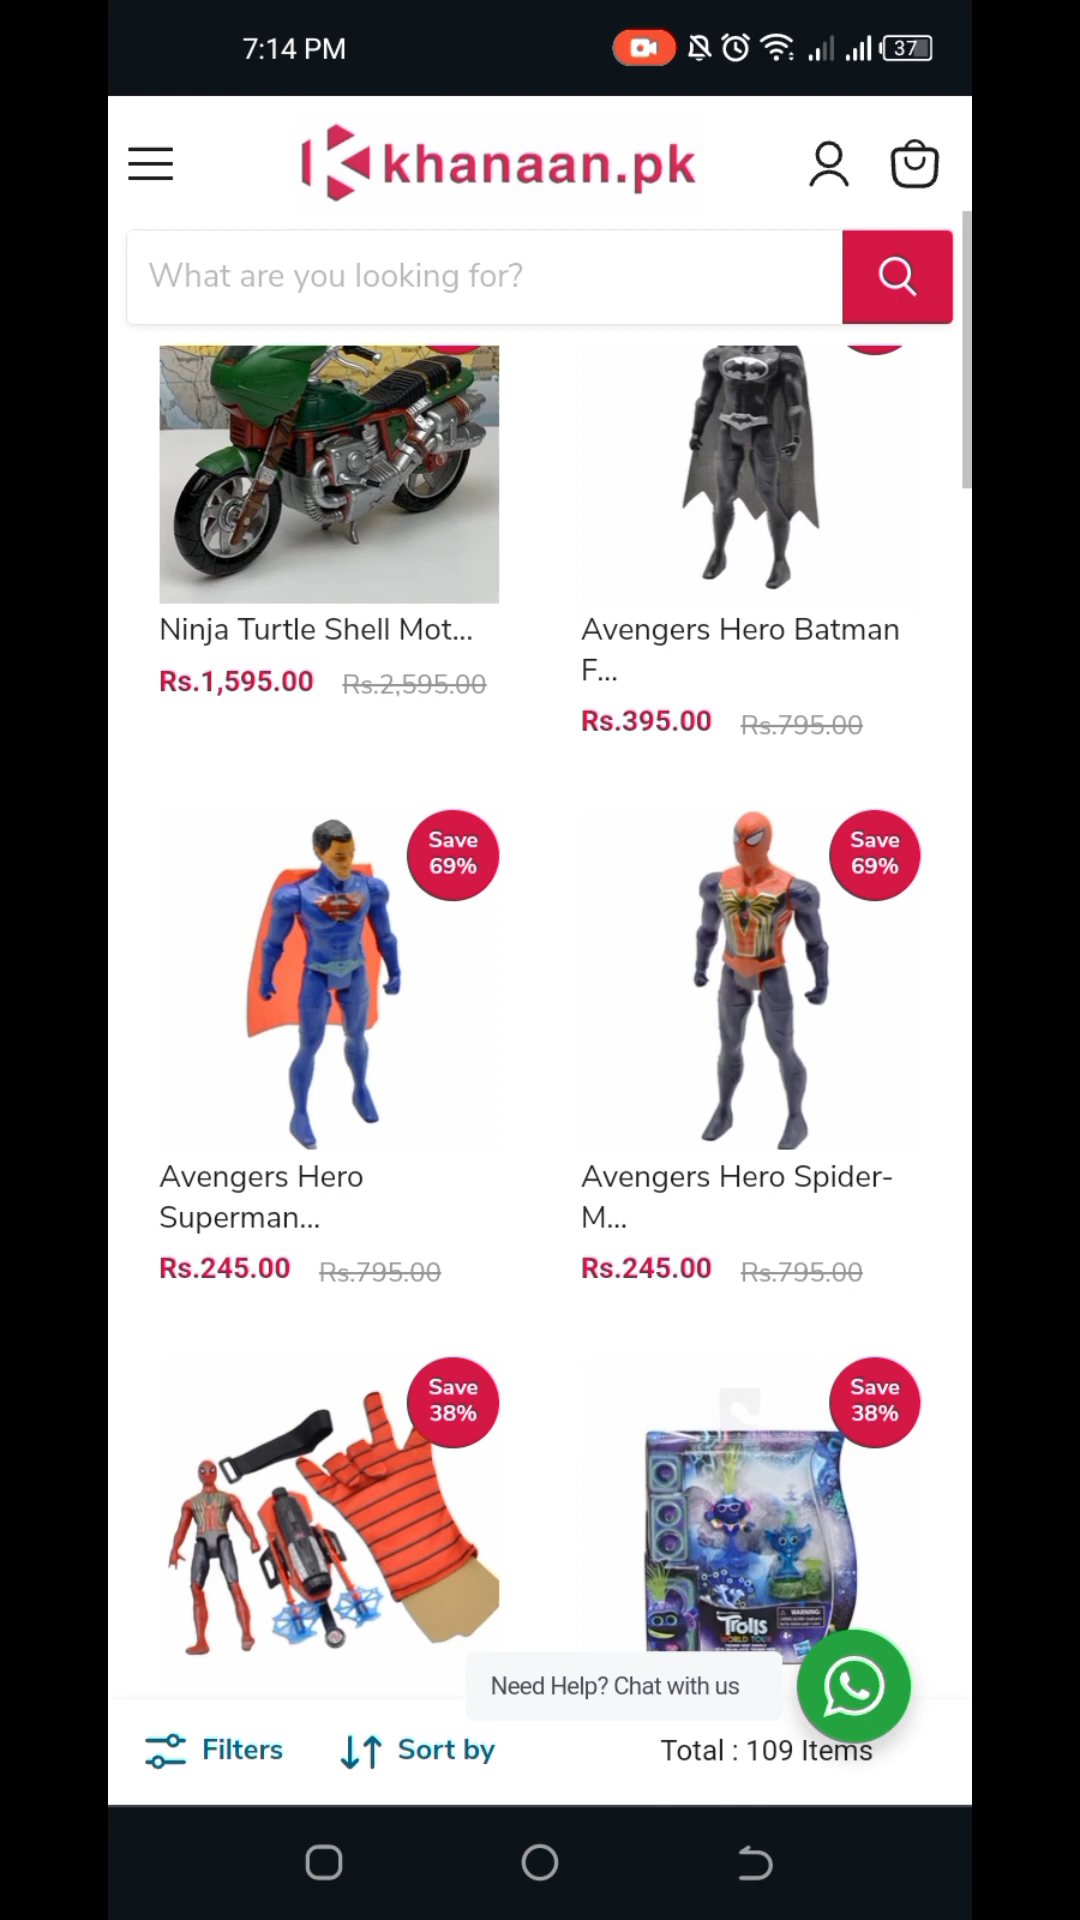 7:14 PM
37
khanaan.pk
What are you looking for?
Ninja Turtle Shell Mot...
Rs.1,595.00 Rs.2,595.00
Avengers Hero Batman
F...
Rs.395.00 Rs.795.00
Save
69%
Save
69%
Avengers Hero
Superman...
Rs.245.00 Rs.795.00
Avengers Hero Spider-
M...
Rs.245.00 Rs.795.00
Save
38%
Save
38%
Trolls
WORLD TOUR
WARNING:
Need Help? Chat with us
Filters
Sort by
Total : 109 Items